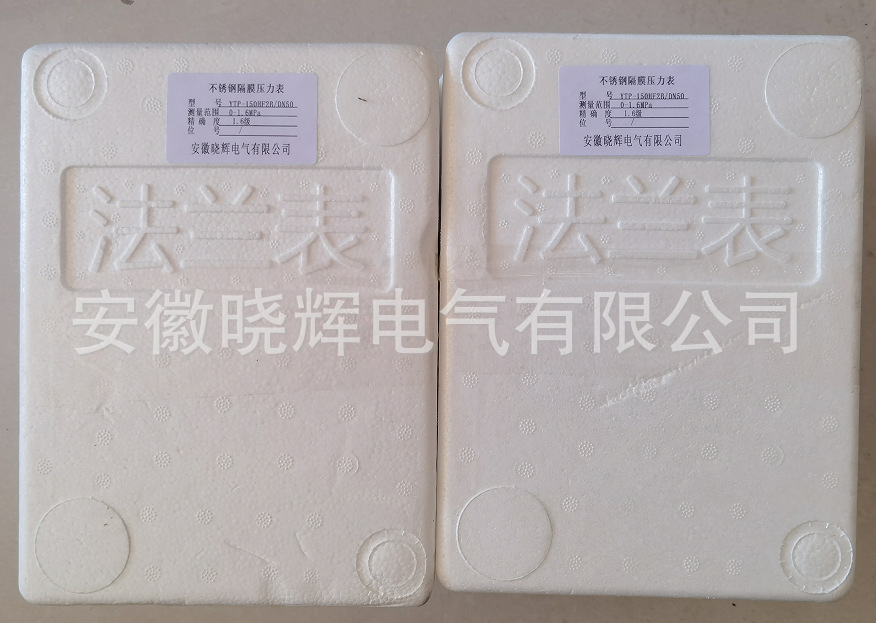 不锈钢隔膜压力表
型 号 YTP-150HF2B/DN50
测量范围 0-1.6MPa
精 确 度 1.6级
位 号 /
安徽晓辉电气有限公司
法兰表
不锈钢隔膜压力表
型 号 YTP-150HF2B/DN50
测量范围 0-1.6MPa
精 确 度 1.6级
位 号 /
安徽晓辉电气有限公司
法兰表
安徽晓辉电气有限公司